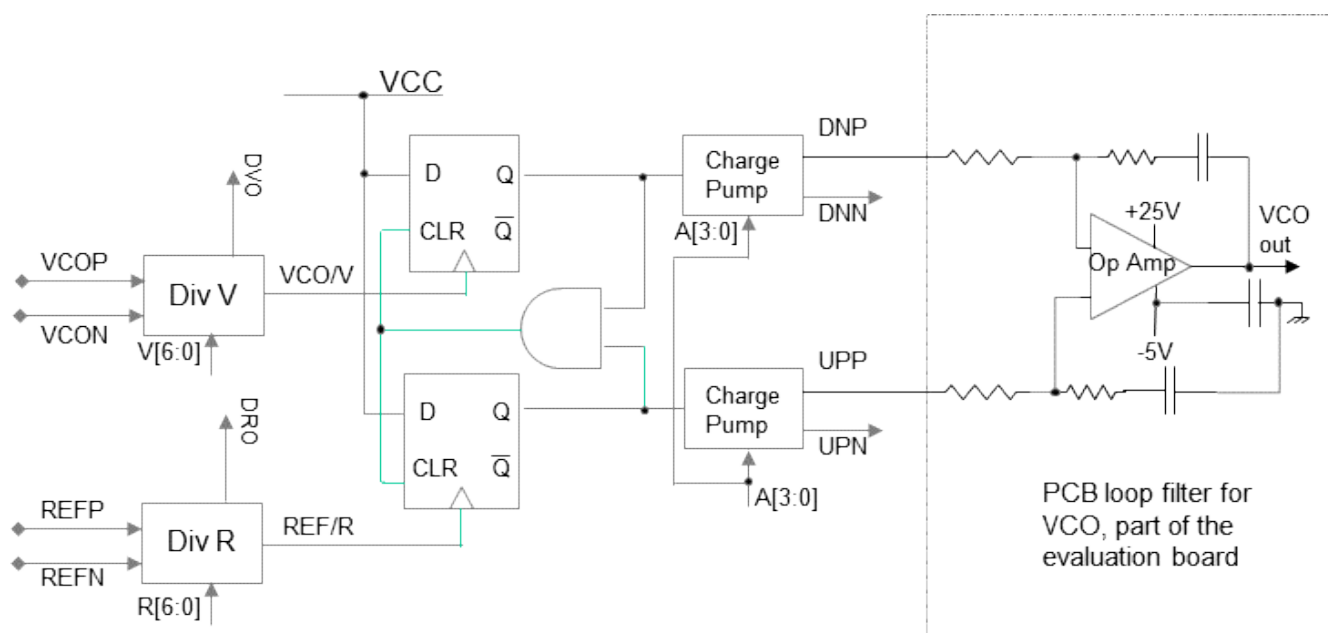 VCC
DVO
VCOP
VCON
Div V
V[6:0]
VCO/V
D
Q
CLR
Q
Charge
Pump
A[3:0]
DNP
DNN
+25V
Op Amp
-5V
VCO
out
DRO
REFP
REFN
Div R
R[6:0]
REF/R
D
Q
CLR
Q
Charge
Pump
A[3:0]
UPP
UPN
PCB loop filter for
VCO, part of the
evaluation board